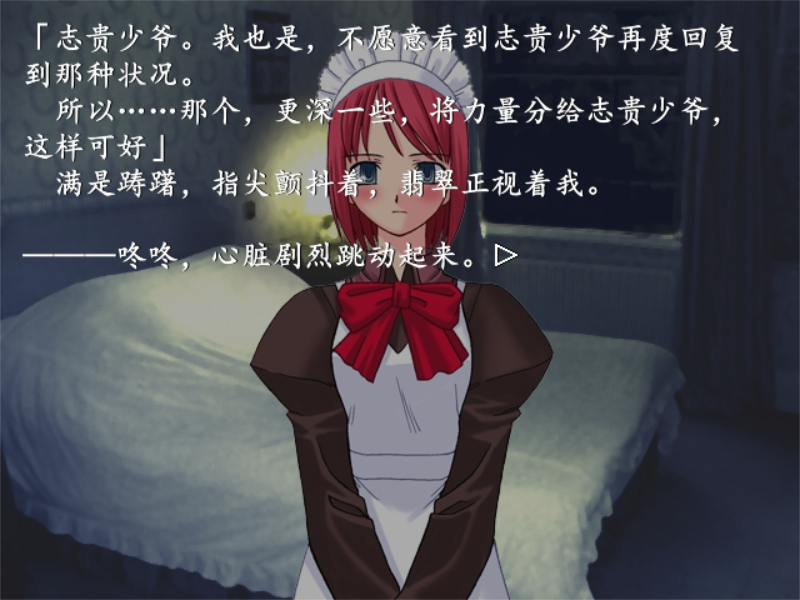 「志贵少爷。我也是，不愿意看到志贵少爷再度回复
到那种状况。
所以……那个，更深一些，将力量分给志贵少爷，
这样可好」
满是踌躇，指尖颤抖着，翡翠正视着我。
———咚咚，心脏剧烈跳动起来。▷